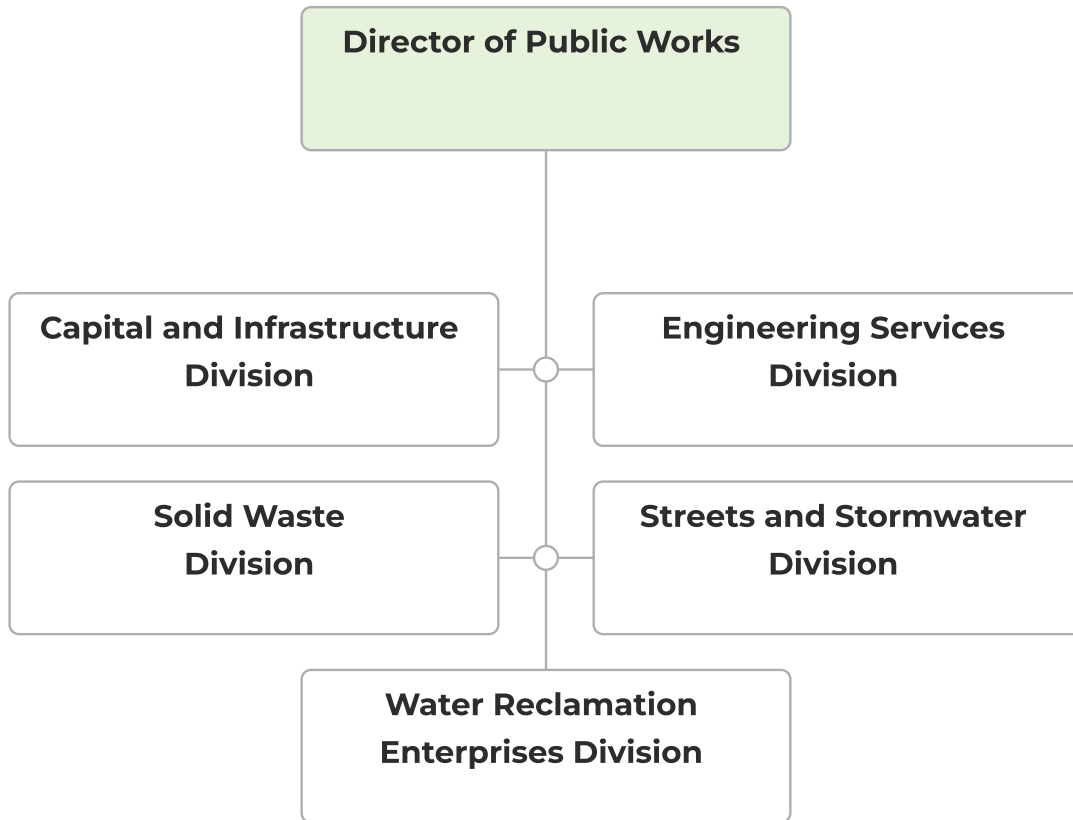 Director of Public Works
Capital and Infrastructure
Division
Engineering Services
Division
Solid Waste
Division
Streets and Stormwater
Division
Water Reclamation
Enterprises Division